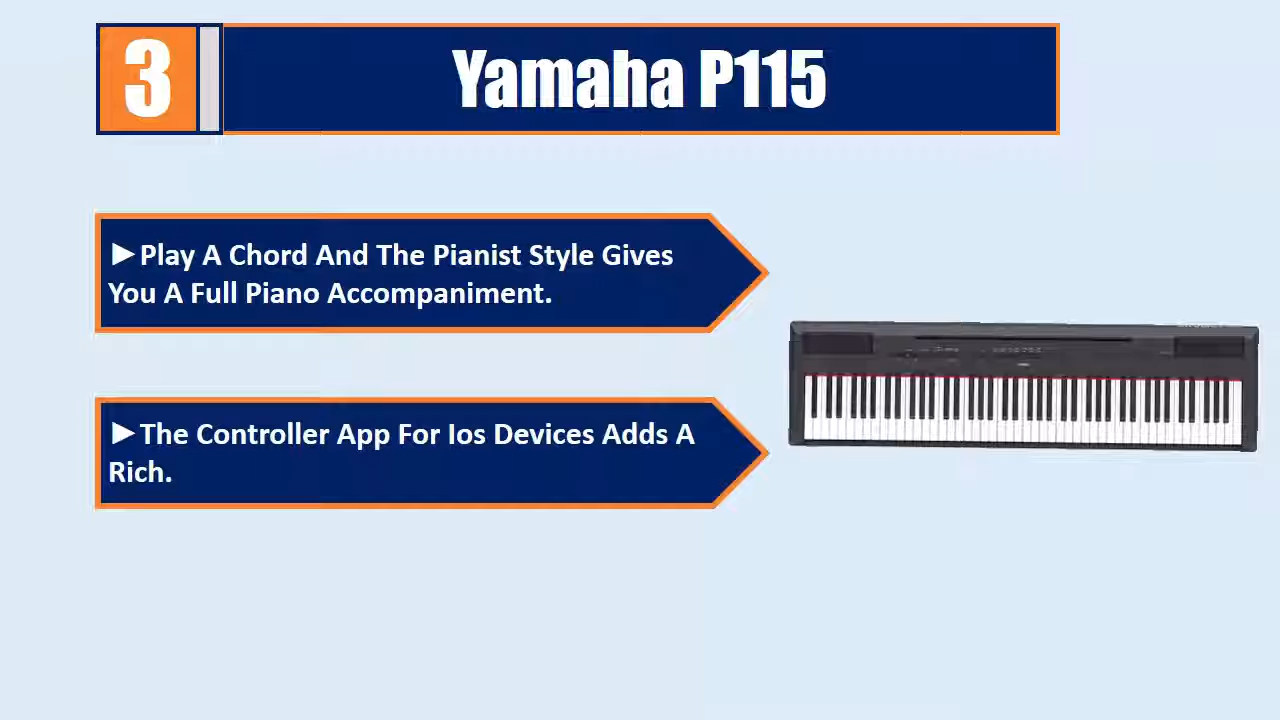 3
Yamaha P115
►Play A Chord And The Pianist Style Gives
You A Full Piano Accompaniment.
►The Controller App For Ios Devices Adds A
Rich.